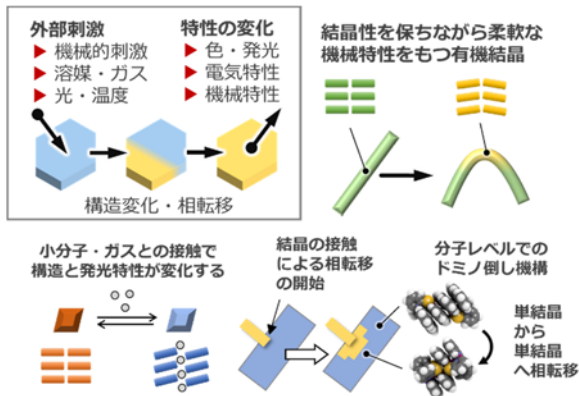 外部刺激
▶ 機械的刺激
▶ 溶媒・ガス
▶ 光・温度
特性の変化
▶ 色・発光
▶ 電気特性
▶ 機械特性
構造変化・相転移
結晶性を保ちながら柔軟な
機械特性をもつ有機結晶
小分子・ガスとの接触で
構造と発光特性が変化する
結晶の接触
による相転移
の開始
分子レベルでの
ドミノ倒し機構
単結晶
から
単結晶
へ相転移